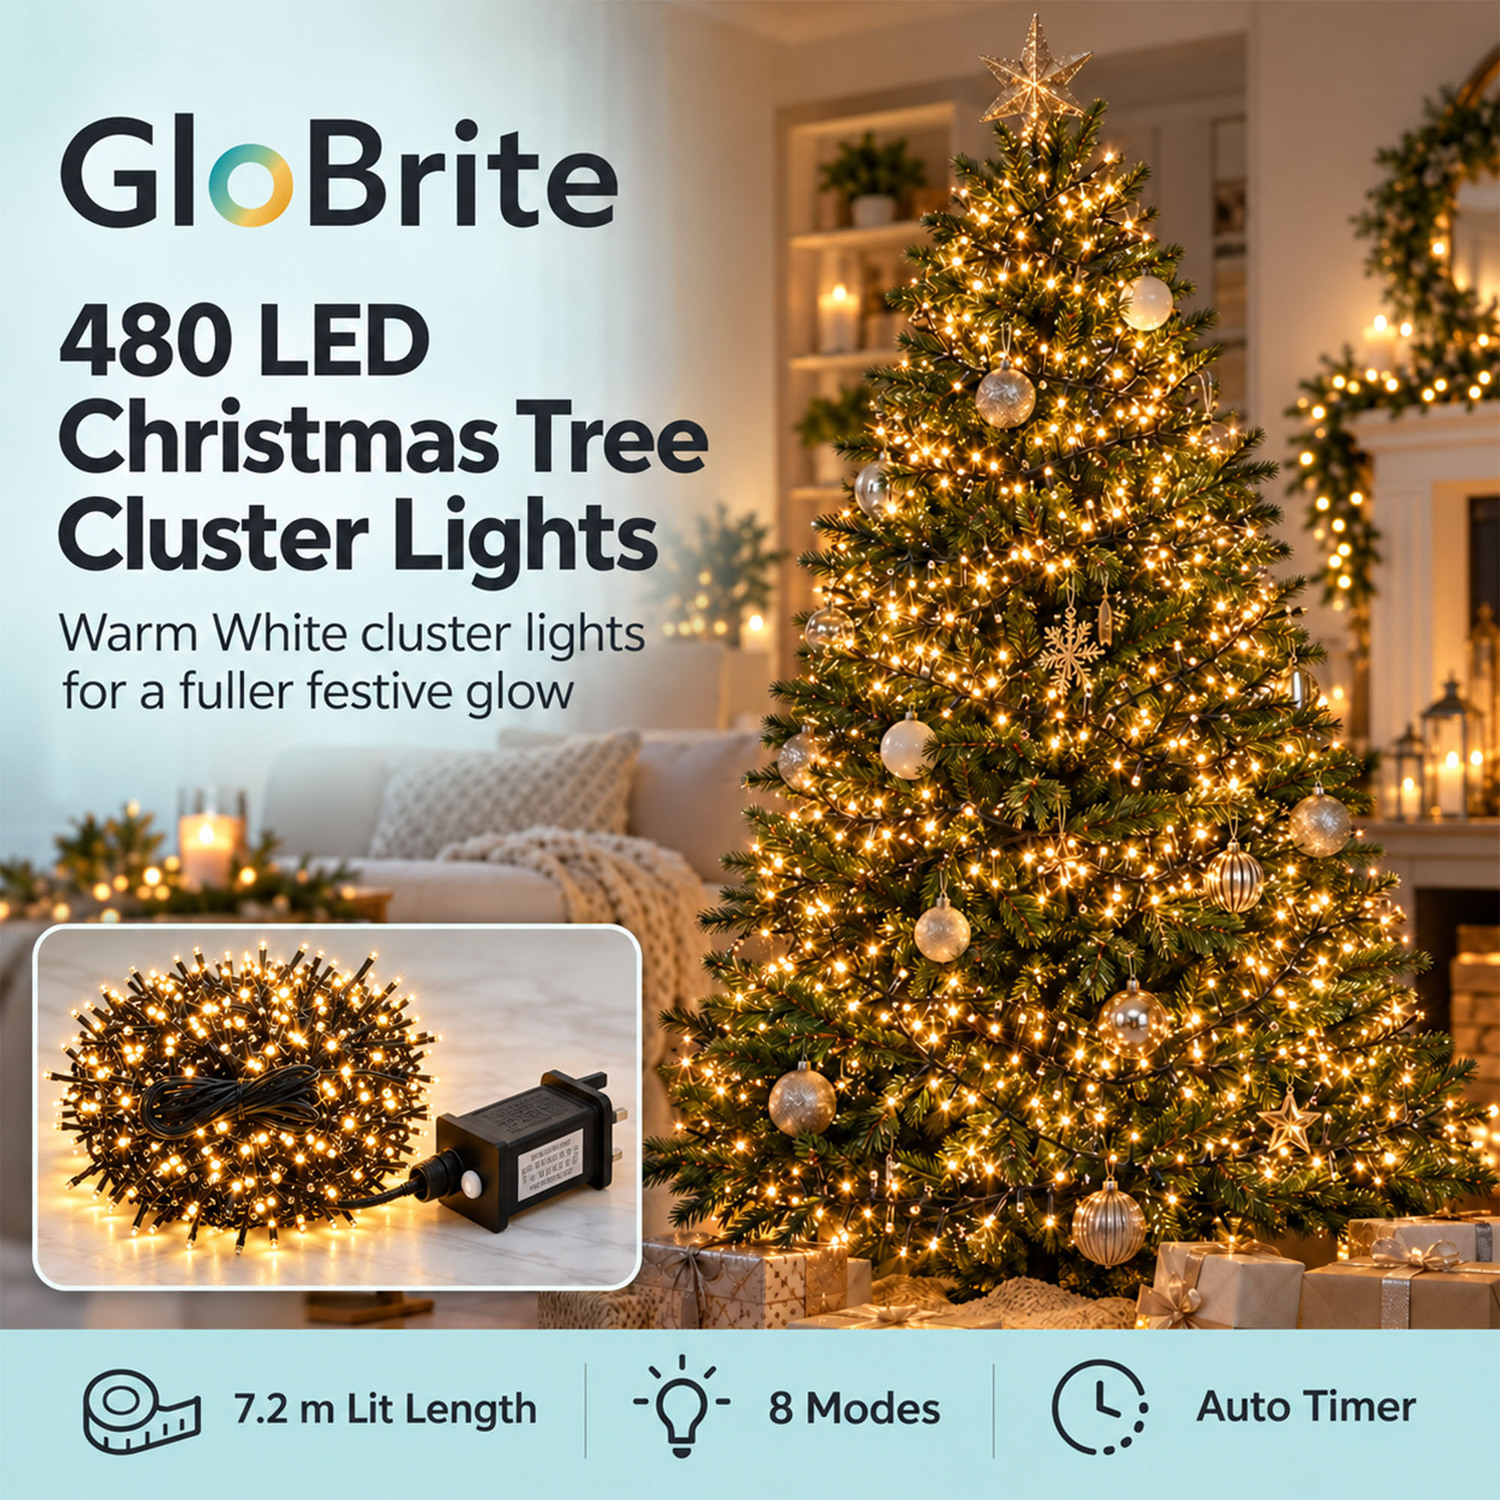 GloBrite
480 LED
Christmas Tree
Cluster Lights
Warm White cluster lights
for a fuller festive glow
7.2 m Lit Length
8 Modes
Auto Timer